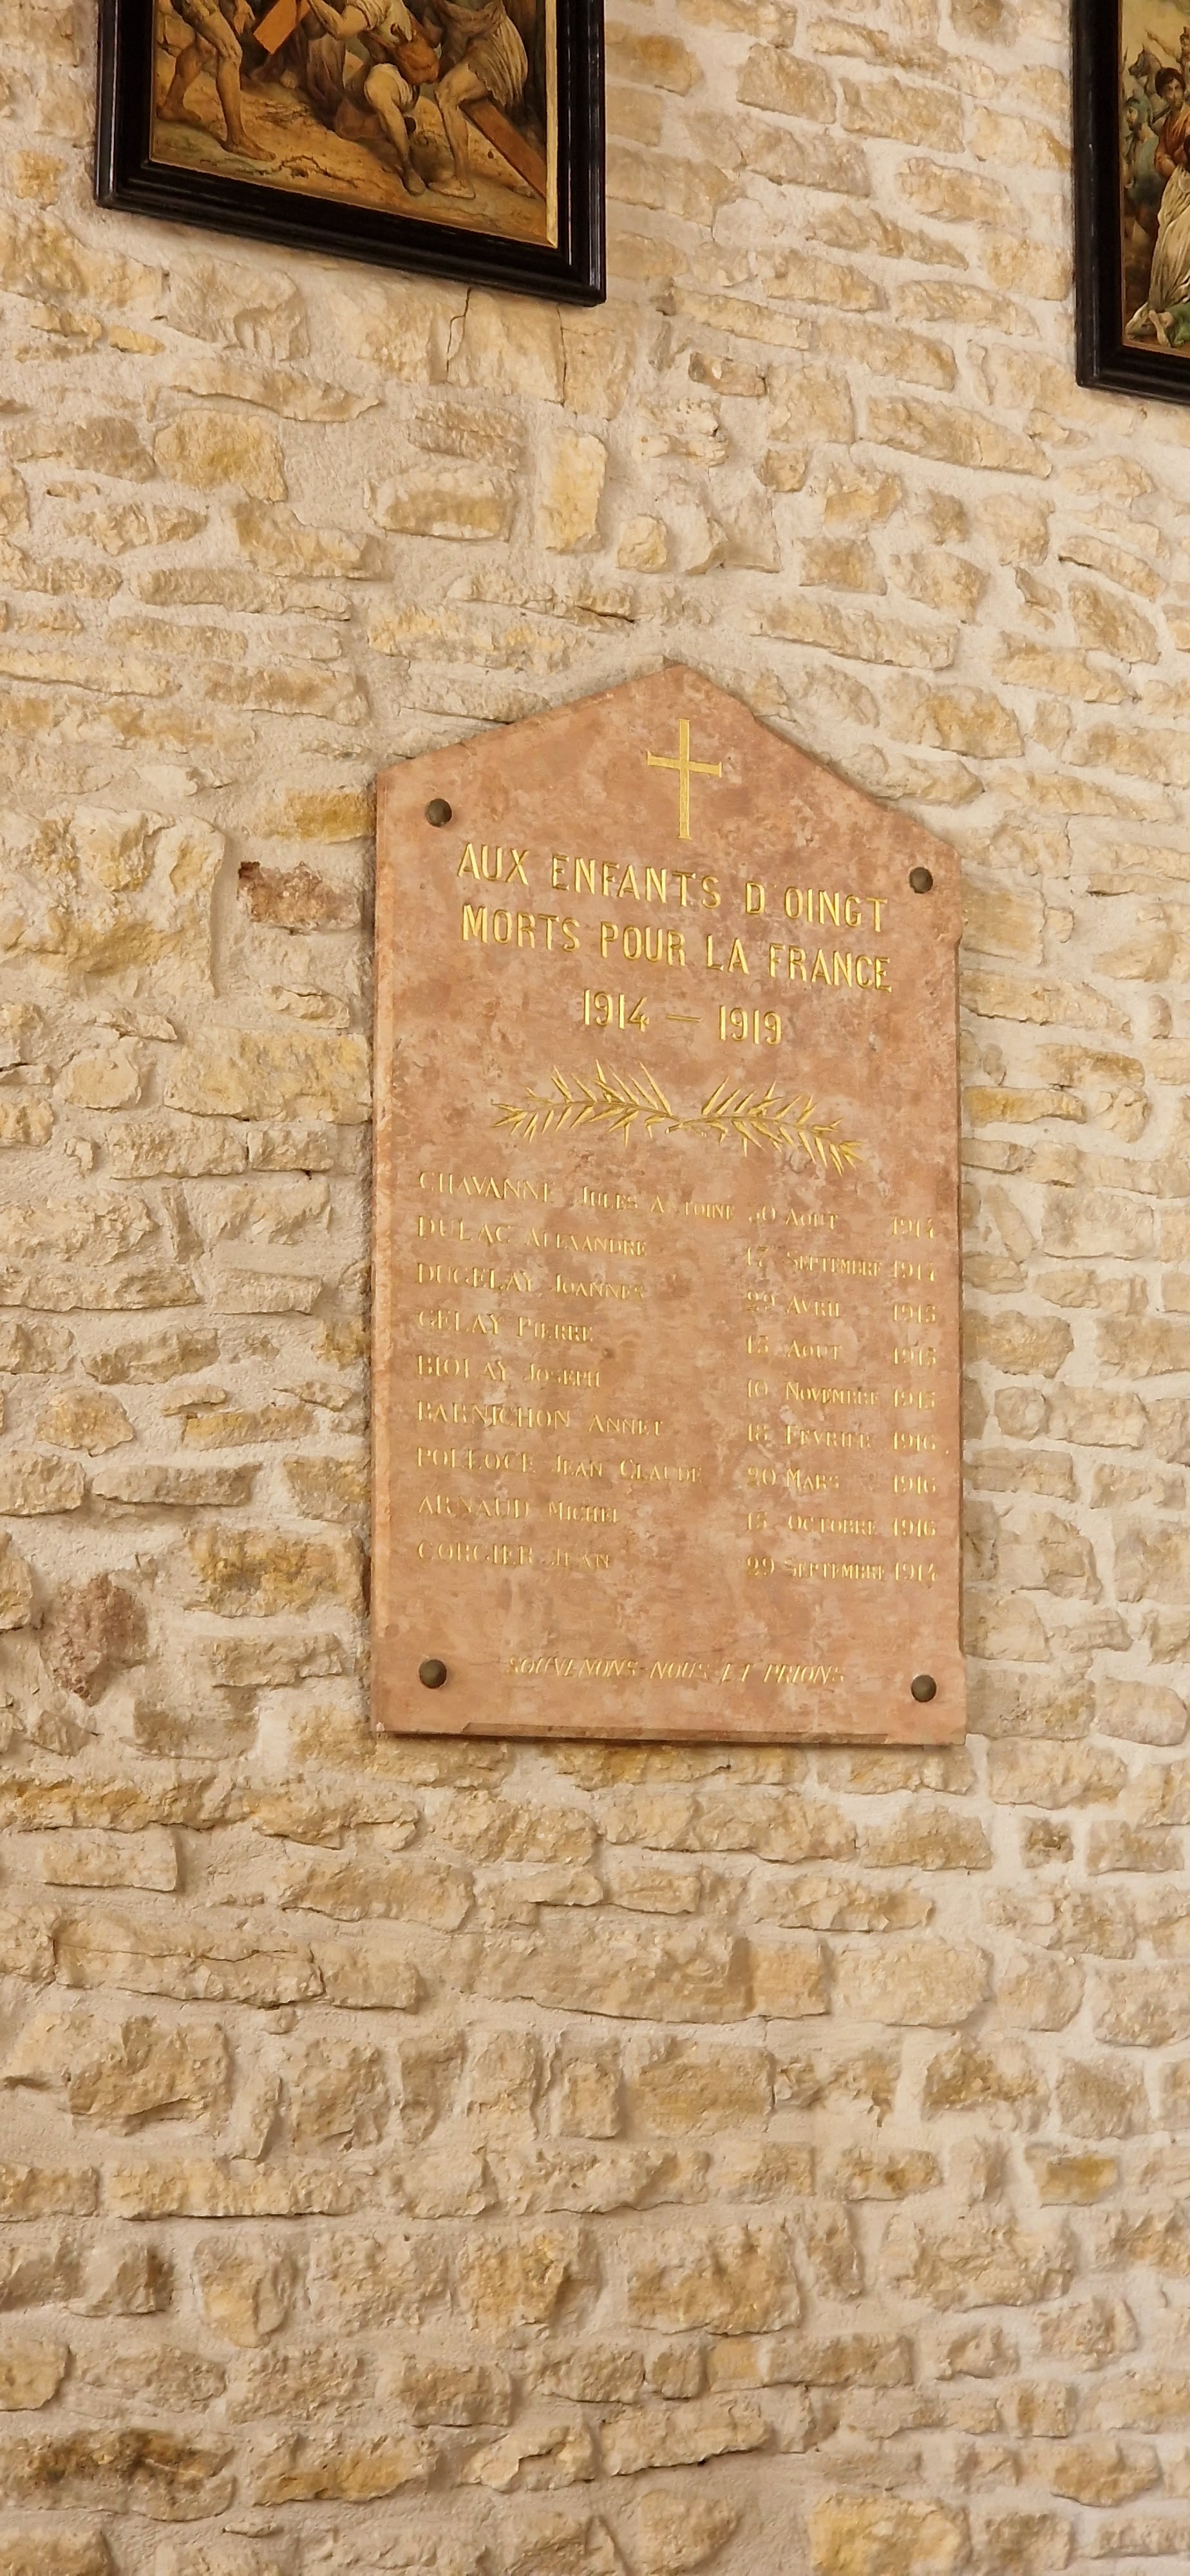 AUX ENFANTS D'OINGT
MORTS POUR LA FRANCE
1914 — 1919
CHAVANNE JULES A TOINE 30 AOUT 1914
DULAC ALEXANDRE 17 SEPTEMBRE 191
DUGELAY JOANNES 29 AVRIL 1915
GELAY PIERRE 15 AOUT 1915
BIOLAY JOSEPH 10 NOVEMBRE 1915
BARNICHON ANNET 18 FEVRIER 1916
JEAN CLAUDE 20 MARS 1916
ARNAUD MICHEL 15 OCTOBRE 1916
CORGIER JEAN 29 SEPTEMBRE 1914
SOUVENONS-NOUS ET PRIONS